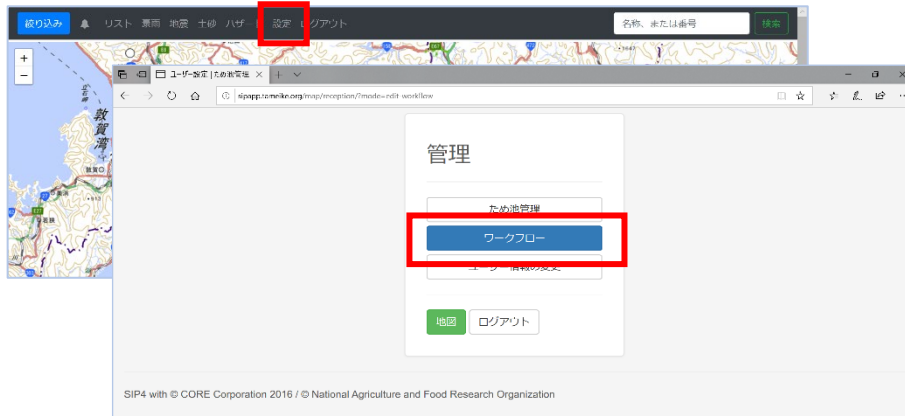 絞り込み リスト 景雨 地震 土砂 ハザード 設定 ログアウト 名称、または番号 検索
ユーザー設定 | ため池管理
敦賀湾
sipapp.tameike.org/map/reception/?mode=edit-workflow
管理
ため池管理
ワークフロー
ユーザー情報の変更
地図 ログアウト
SIP4 with © CORE Corporation 2016 / © National Agriculture and Food Research Organization